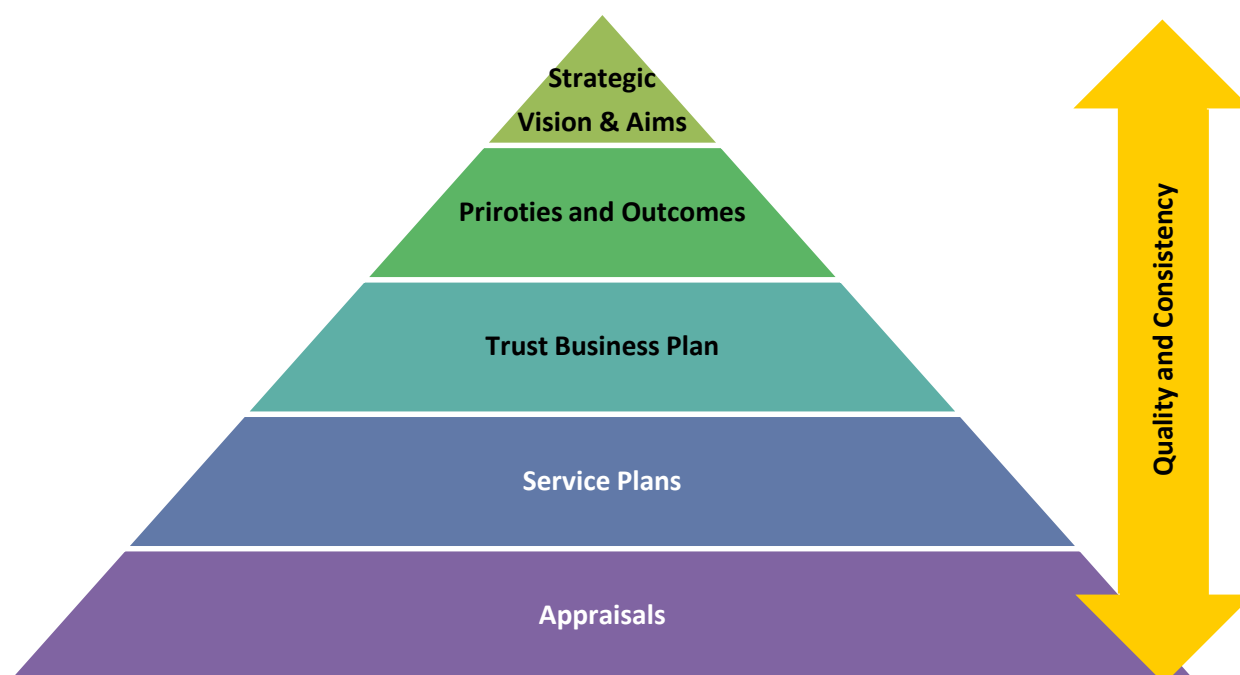 Strategic
Vision & Aims
Priroties and Outcomes
Trust Business Plan
Service Plans
Appraisals
Quality and Consistency